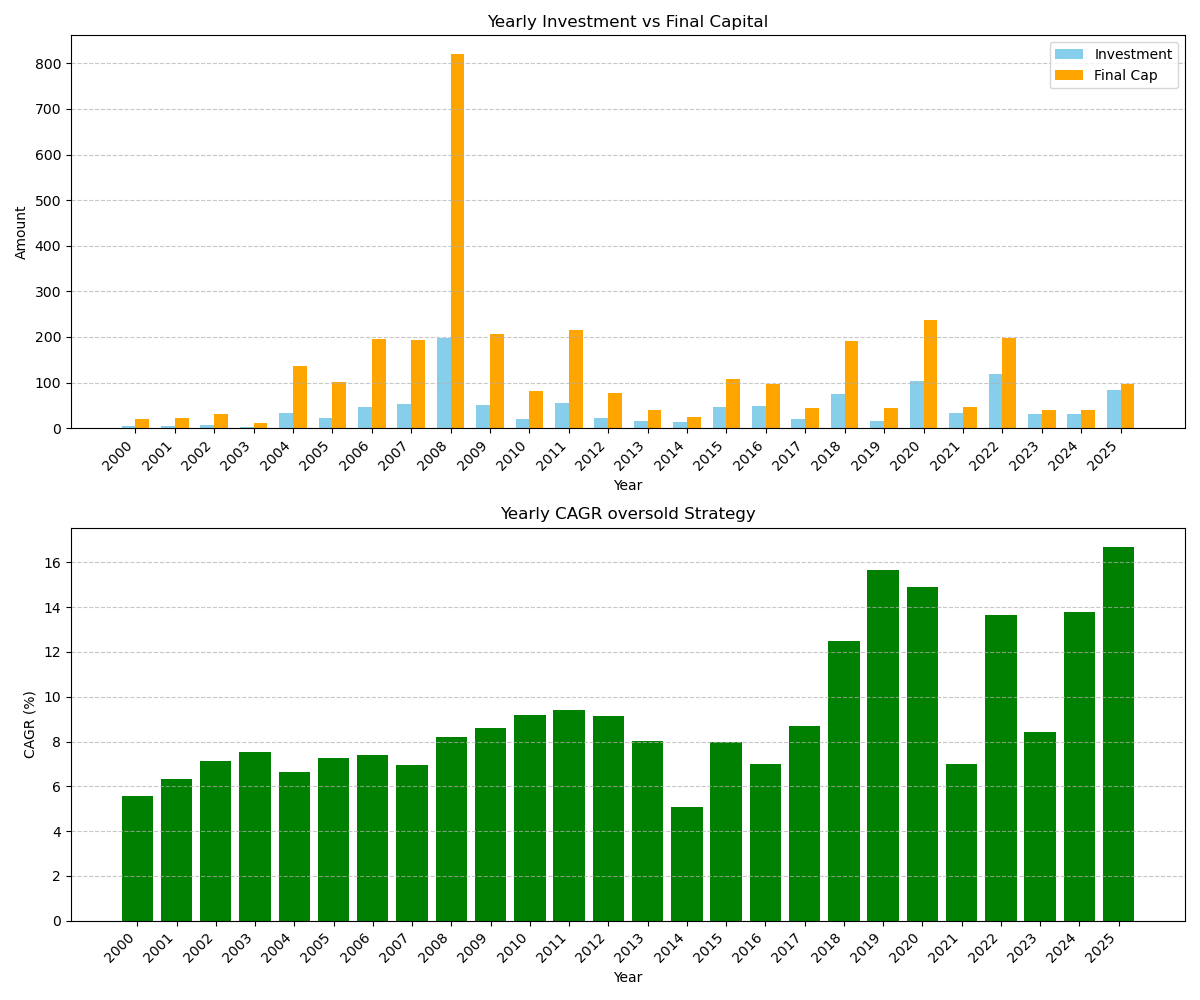 Yearly Investment vs Final Capital
Investment
Final Cap
Amount
800
700
600
500
400
300
200
100
0
2000 2001 2002 2003 2004 2005 2006 2007 2008 2009 2010 2011 2012 2013 2014 2015 2016 2017 2018 2019 2020 2021 2022 2023 2024 2025
Year
Yearly CAGR oversold Strategy
CAGR (%)
16
14
12
10
8
6
4
2
0
2000 2001 2002 2003 2004 2005 2006 2007 2008 2009 2010 2011 2012 2013 2014 2015 2016 2017 2018 2019 2020 2021 2022 2023 2024 2025
Year